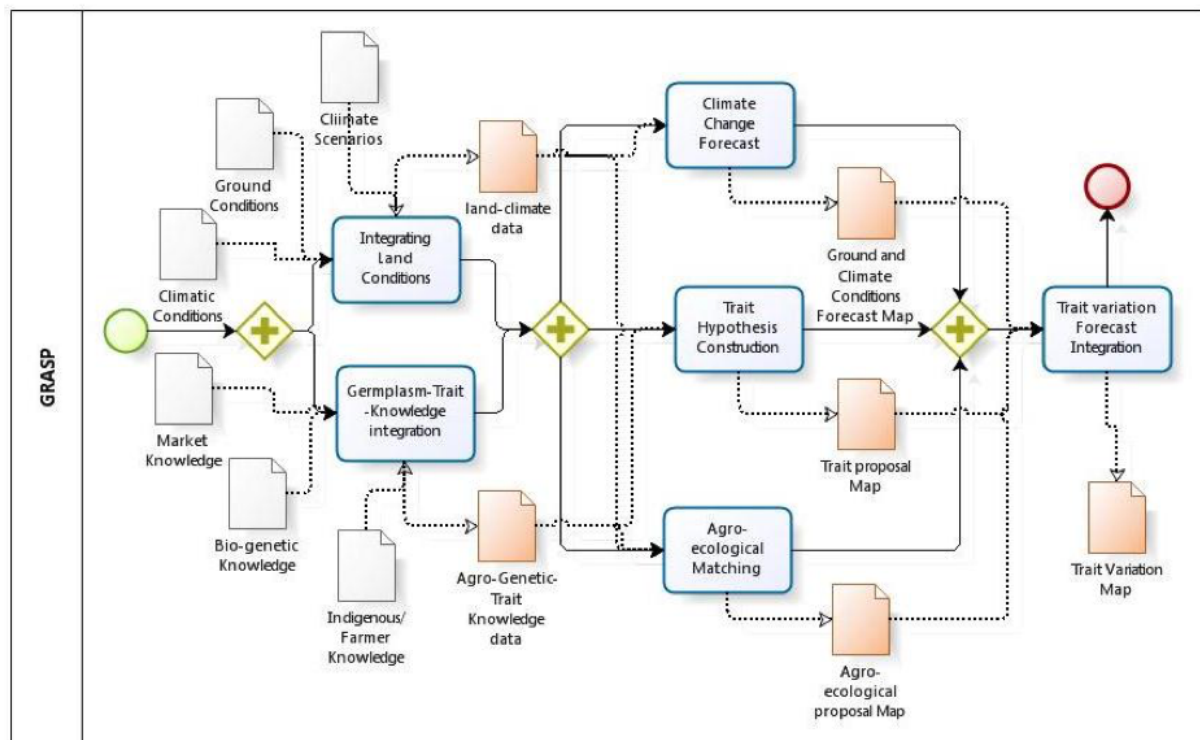 GRASP
Cliimate
Scenarios
Ground
Conditions
Climatic
Conditions
Market
Knowledge
Bio-genetic
Knowledge
Indigenous/
Farmer
Knowledge
Integrating
Land
Conditions
Germplasm-Trait
-Knowledge
integration
land-climate
data
Agro-Genetic-
Trait
Knowledge
data
Climate
Change
Forecast
Ground and
Climate
Conditions
Forecast Map
Trait
Hypothesis
Construction
Trait proposal
Map
Agro-
ecological
Matching
Agro-
ecological
proposal Map
Trait variation
Forecast
Integration
Trait Variation
Map